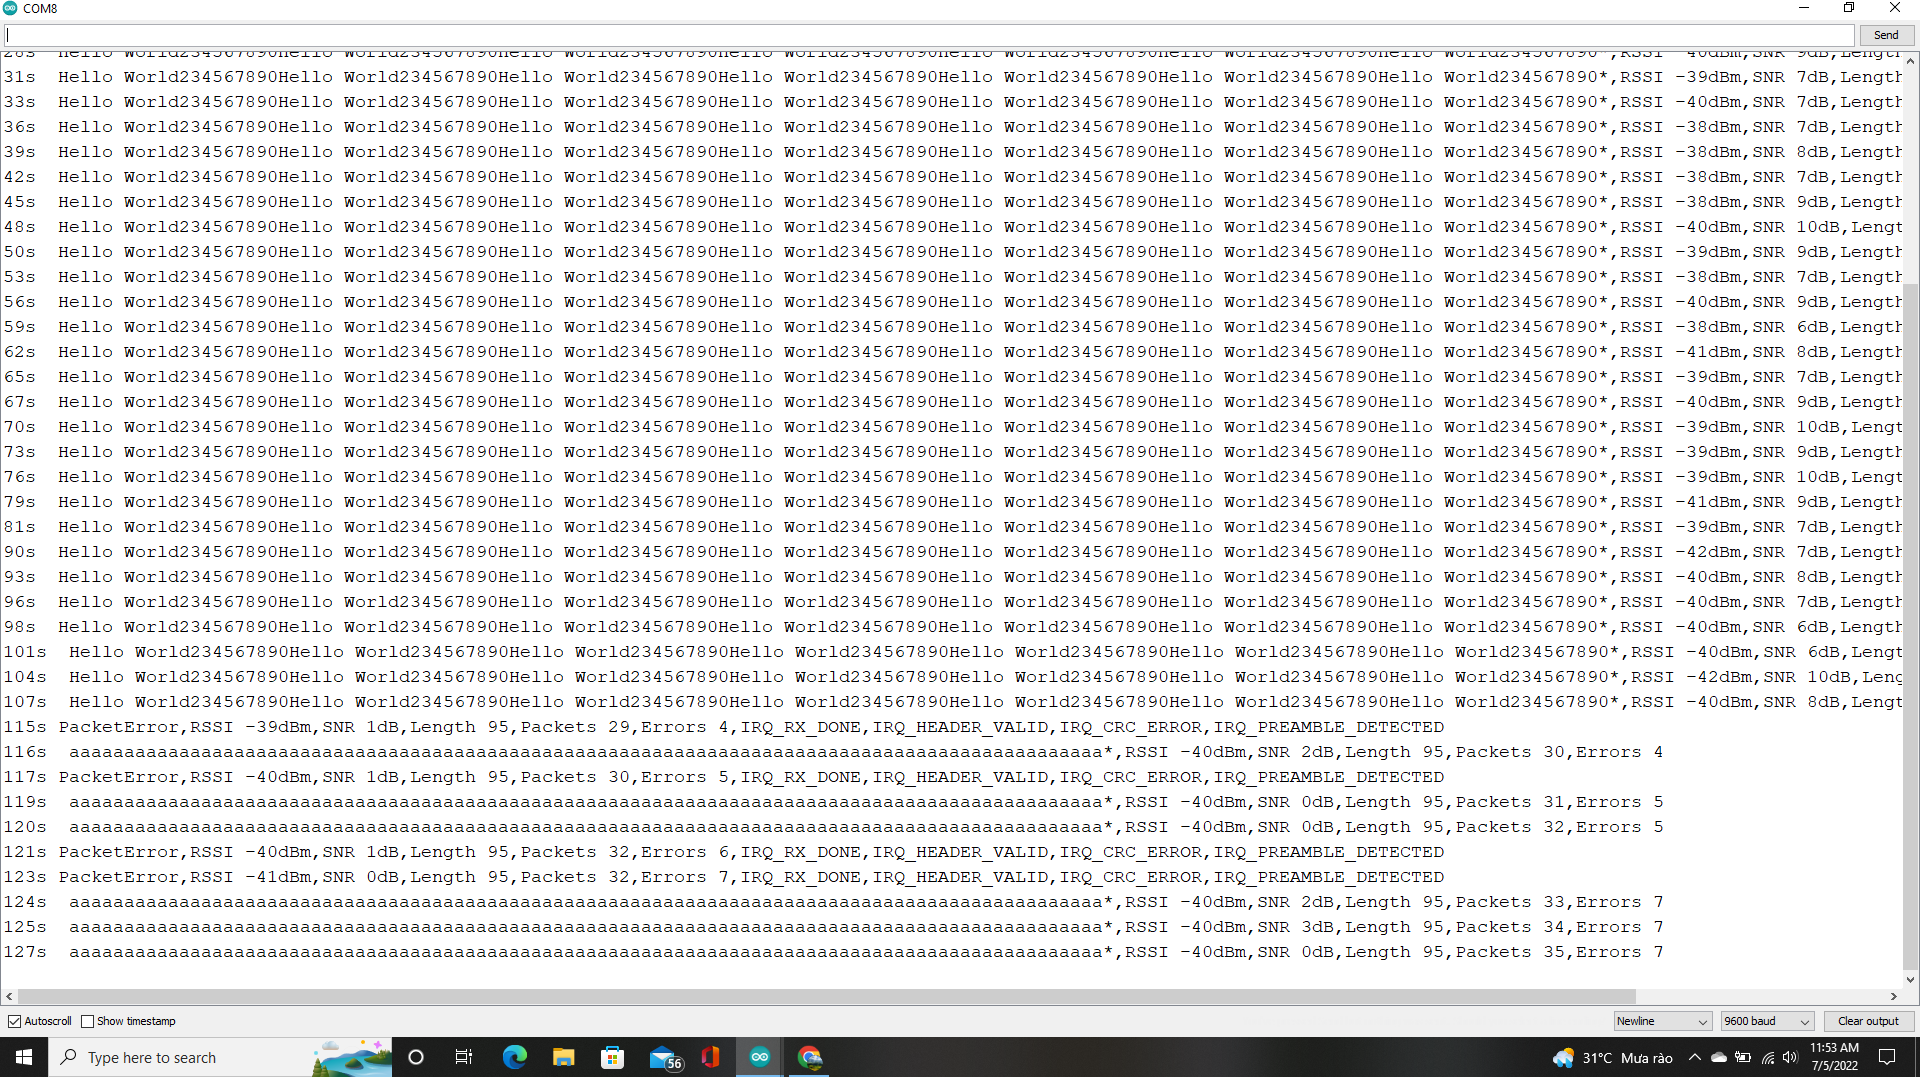 COM8
Send
31s  Hello World234567890Hello World234567890Hello World234567890Hello World234567890Hello World234567890Hello World234567890Hello World234567890*,RSSI -39dBm,SNR 7dB,Length
33s  Hello World234567890Hello World234567890Hello World234567890Hello World234567890Hello World234567890Hello World234567890Hello World234567890*,RSSI -40dBm,SNR 7dB,Length
36s  Hello World234567890Hello World234567890Hello World234567890Hello World234567890Hello World234567890Hello World234567890Hello World234567890*,RSSI -38dBm,SNR 7dB,Length
39s  Hello World234567890Hello World234567890Hello World234567890Hello World234567890Hello World234567890Hello World234567890Hello World234567890*,RSSI -38dBm,SNR 8dB,Length
42s  Hello World234567890Hello World234567890Hello World234567890Hello World234567890Hello World234567890Hello World234567890Hello World234567890*,RSSI -38dBm,SNR 7dB,Length
45s  Hello World234567890Hello World234567890Hello World234567890Hello World234567890Hello World234567890Hello World234567890Hello World234567890*,RSSI -38dBm,SNR 9dB,Length
48s  Hello World234567890Hello World234567890Hello World234567890Hello World234567890Hello World234567890Hello World234567890Hello World234567890*,RSSI -40dBm,SNR 10dB,Lengt
50s  Hello World234567890Hello World234567890Hello World234567890Hello World234567890Hello World234567890Hello World234567890Hello World234567890*,RSSI -39dBm,SNR 9dB,Length
53s  Hello World234567890Hello World234567890Hello World234567890Hello World234567890Hello World234567890Hello World234567890Hello World234567890*,RSSI -38dBm,SNR 7dB,Length
56s  Hello World234567890Hello World234567890Hello World234567890Hello World234567890Hello World234567890Hello World234567890Hello World234567890*,RSSI -40dBm,SNR 9dB,Length
59s  Hello World234567890Hello World234567890Hello World234567890Hello World234567890Hello World234567890Hello World234567890Hello World234567890*,RSSI -38dBm,SNR 6dB,Length
62s  Hello World234567890Hello World234567890Hello World234567890Hello World234567890Hello World234567890Hello World234567890Hello World234567890*,RSSI -41dBm,SNR 8dB,Length
65s  Hello World234567890Hello World234567890Hello World234567890Hello World234567890Hello World234567890Hello World234567890Hello World234567890*,RSSI -39dBm,SNR 7dB,Length
67s  Hello World234567890Hello World234567890Hello World234567890Hello World234567890Hello World234567890Hello World234567890Hello World234567890*,RSSI -40dBm,SNR 9dB,Length
70s  Hello World234567890Hello World234567890Hello World234567890Hello World234567890Hello World234567890Hello World234567890Hello World234567890*,RSSI -39dBm,SNR 10dB,Lengt
73s  Hello World234567890Hello World234567890Hello World234567890Hello World234567890Hello World234567890Hello World234567890Hello World234567890*,RSSI -39dBm,SNR 9dB,Length
76s  Hello World234567890Hello World234567890Hello World234567890Hello World234567890Hello World234567890Hello World234567890Hello World234567890*,RSSI -39dBm,SNR 10dB,Lengt
79s  Hello World234567890Hello World234567890Hello World234567890Hello World234567890Hello World234567890Hello World234567890Hello World234567890*,RSSI -41dBm,SNR 9dB,Length
81s  Hello World234567890Hello World234567890Hello World234567890Hello World234567890Hello World234567890Hello World234567890Hello World234567890*,RSSI -39dBm,SNR 7dB,Length
90s  Hello World234567890Hello World234567890Hello World234567890Hello World234567890Hello World234567890Hello World234567890Hello World234567890*,RSSI -42dBm,SNR 7dB,Length
93s  Hello World234567890Hello World234567890Hello World234567890Hello World234567890Hello World234567890Hello World234567890Hello World234567890*,RSSI -40dBm,SNR 8dB,Length
96s  Hello World234567890Hello World234567890Hello World234567890Hello World234567890Hello World234567890Hello World234567890Hello World234567890*,RSSI -40dBm,SNR 7dB,Length
98s  Hello World234567890Hello World234567890Hello World234567890Hello World234567890Hello World234567890Hello World234567890Hello World234567890*,RSSI -40dBm,SNR 6dB,Length
101s  Hello World234567890Hello World234567890Hello World234567890Hello World234567890Hello World234567890Hello World234567890Hello World234567890*,RSSI -40dBm,SNR 6dB,Lengt
104s  Hello World234567890Hello World234567890Hello World234567890Hello World234567890Hello World234567890Hello World234567890Hello World234567890*,RSSI -42dBm,SNR 10dB,Leng
107s  Hello World234567890Hello World234567890Hello World234567890Hello World234567890Hello World234567890Hello World234567890Hello World234567890*,RSSI -40dBm,SNR 8dB,Lengt
115s PacketError,RSSI -39dBm,SNR 1dB,Length 95,Packets 29,Errors 4,IRQ_RX_DONE,IRQ_HEADER_VALID,IRQ_CRC_ERROR,IRQ_PREAMBLE_DETECTED
116s  aaaaaaaaaaaaaaaaaaaaaaaaaaaaaaaaaaaaaaaaaaaaaaaaaaaaaaaaaaaaaaaaaaaaaaaaaaaaaaaaaaaaaaaaaaaaaa*,RSSI -40dBm,SNR 2dB,Length 95,Packets 30,Errors 4
117s PacketError,RSSI -40dBm,SNR 1dB,Length 95,Packets 30,Errors 5,IRQ_RX_DONE,IRQ_HEADER_VALID,IRQ_CRC_ERROR,IRQ_PREAMBLE_DETECTED
119s  aaaaaaaaaaaaaaaaaaaaaaaaaaaaaaaaaaaaaaaaaaaaaaaaaaaaaaaaaaaaaaaaaaaaaaaaaaaaaaaaaaaaaaaaaaaaaa*,RSSI -40dBm,SNR 0dB,Length 95,Packets 31,Errors 5
120s  aaaaaaaaaaaaaaaaaaaaaaaaaaaaaaaaaaaaaaaaaaaaaaaaaaaaaaaaaaaaaaaaaaaaaaaaaaaaaaaaaaaaaaaaaaaaaa*,RSSI -40dBm,SNR 0dB,Length 95,Packets 32,Errors 5
121s PacketError,RSSI -40dBm,SNR 1dB,Length 95,Packets 32,Errors 6,IRQ_RX_DONE,IRQ_HEADER_VALID,IRQ_CRC_ERROR,IRQ_PREAMBLE_DETECTED
123s PacketError,RSSI -41dBm,SNR 0dB,Length 95,Packets 32,Errors 7,IRQ_RX_DONE,IRQ_HEADER_VALID,IRQ_CRC_ERROR,IRQ_PREAMBLE_DETECTED
124s  aaaaaaaaaaaaaaaaaaaaaaaaaaaaaaaaaaaaaaaaaaaaaaaaaaaaaaaaaaaaaaaaaaaaaaaaaaaaaaaaaaaaaaaaaaaaaa*,RSSI -40dBm,SNR 2dB,Length 95,Packets 33,Errors 7
125s  aaaaaaaaaaaaaaaaaaaaaaaaaaaaaaaaaaaaaaaaaaaaaaaaaaaaaaaaaaaaaaaaaaaaaaaaaaaaaaaaaaaaaaaaaaaaaa*,RSSI -40dBm,SNR 3dB,Length 95,Packets 34,Errors 7
127s  aaaaaaaaaaaaaaaaaaaaaaaaaaaaaaaaaaaaaaaaaaaaaaaaaaaaaaaaaaaaaaaaaaaaaaaaaaaaaaaaaaaaaaaaaaaaaa*,RSSI -40dBm,SNR 0dB,Length 95,Packets 35,Errors 7
Autoscroll Show timestamp Newline 9600 baud Clear output
Type here to search 56 31°C Mưa rào 11:53 AM
7/5/2022